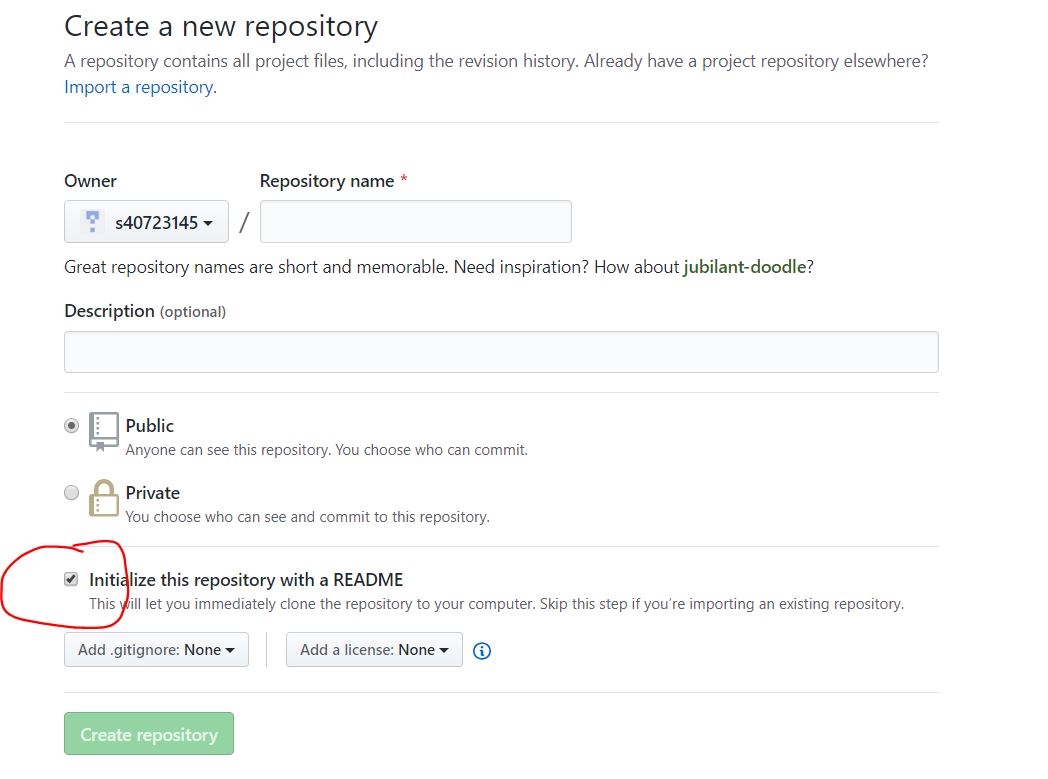 Create a new repository
A repository contains all project files, including the revision history. Already have a project repository elsewhere?
Import a repository.
Owner
Repository name *
s40723145
/
Great repository names are short and memorable. Need inspiration? How about jubilant-doodle?
Description (optional)
Public
Anyone can see this repository. You choose who can commit.
Private
You choose who can see and commit to this repository.
Initialize this repository with a README
This will let you immediately clone the repository to your computer. Skip this step if you’re importing an existing repository.
Add .gitignore: None
Add a license: None
Create repository